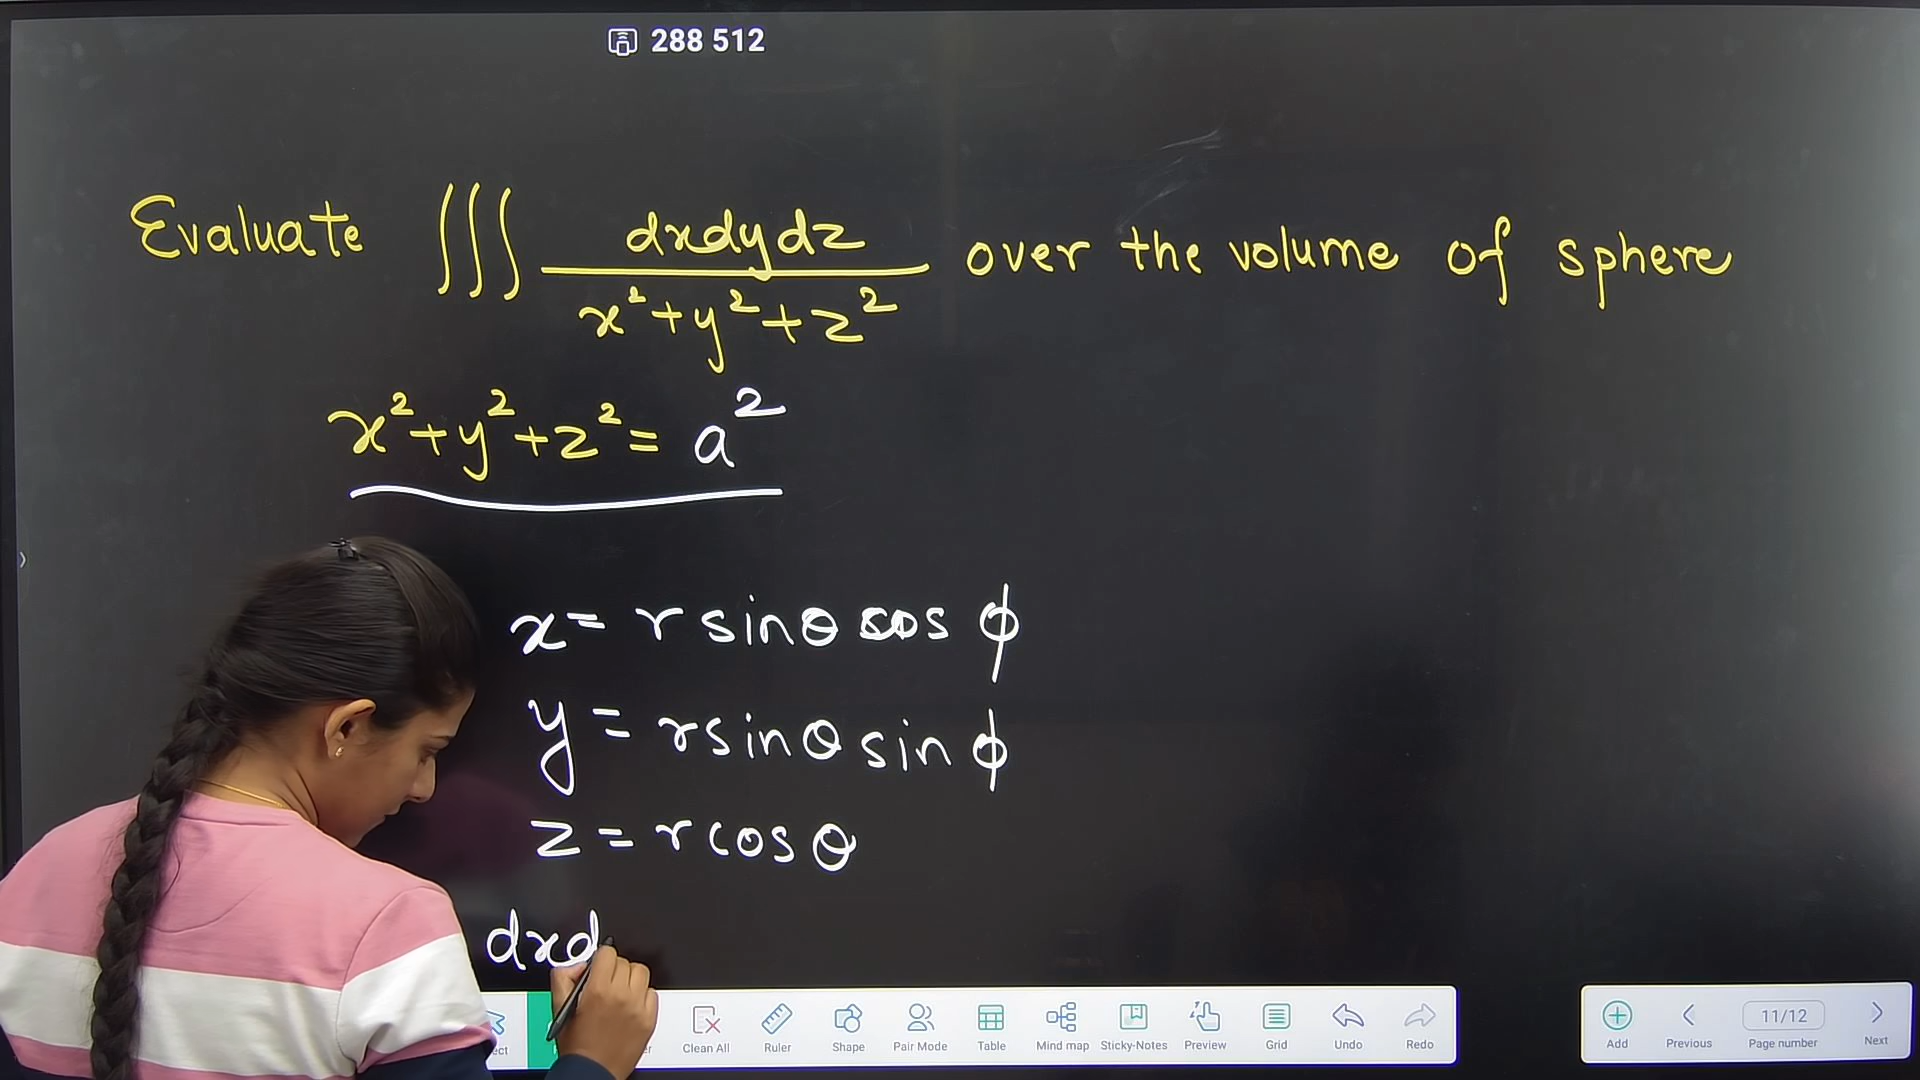 288 512
Evaluate ∫∫∫ dxdydz / x²+y²+z² over the volume of sphere
x²+y²+z² = a²
x = r sinθ cos ϕ
y = r sinθ sin ϕ
z = r cos θ
dxd
Clean All Ruler Shape Pair Mode Table Mind map Sticky-Notes Preview Grid Undo Redo
Add Previous 11/12 Page number Next